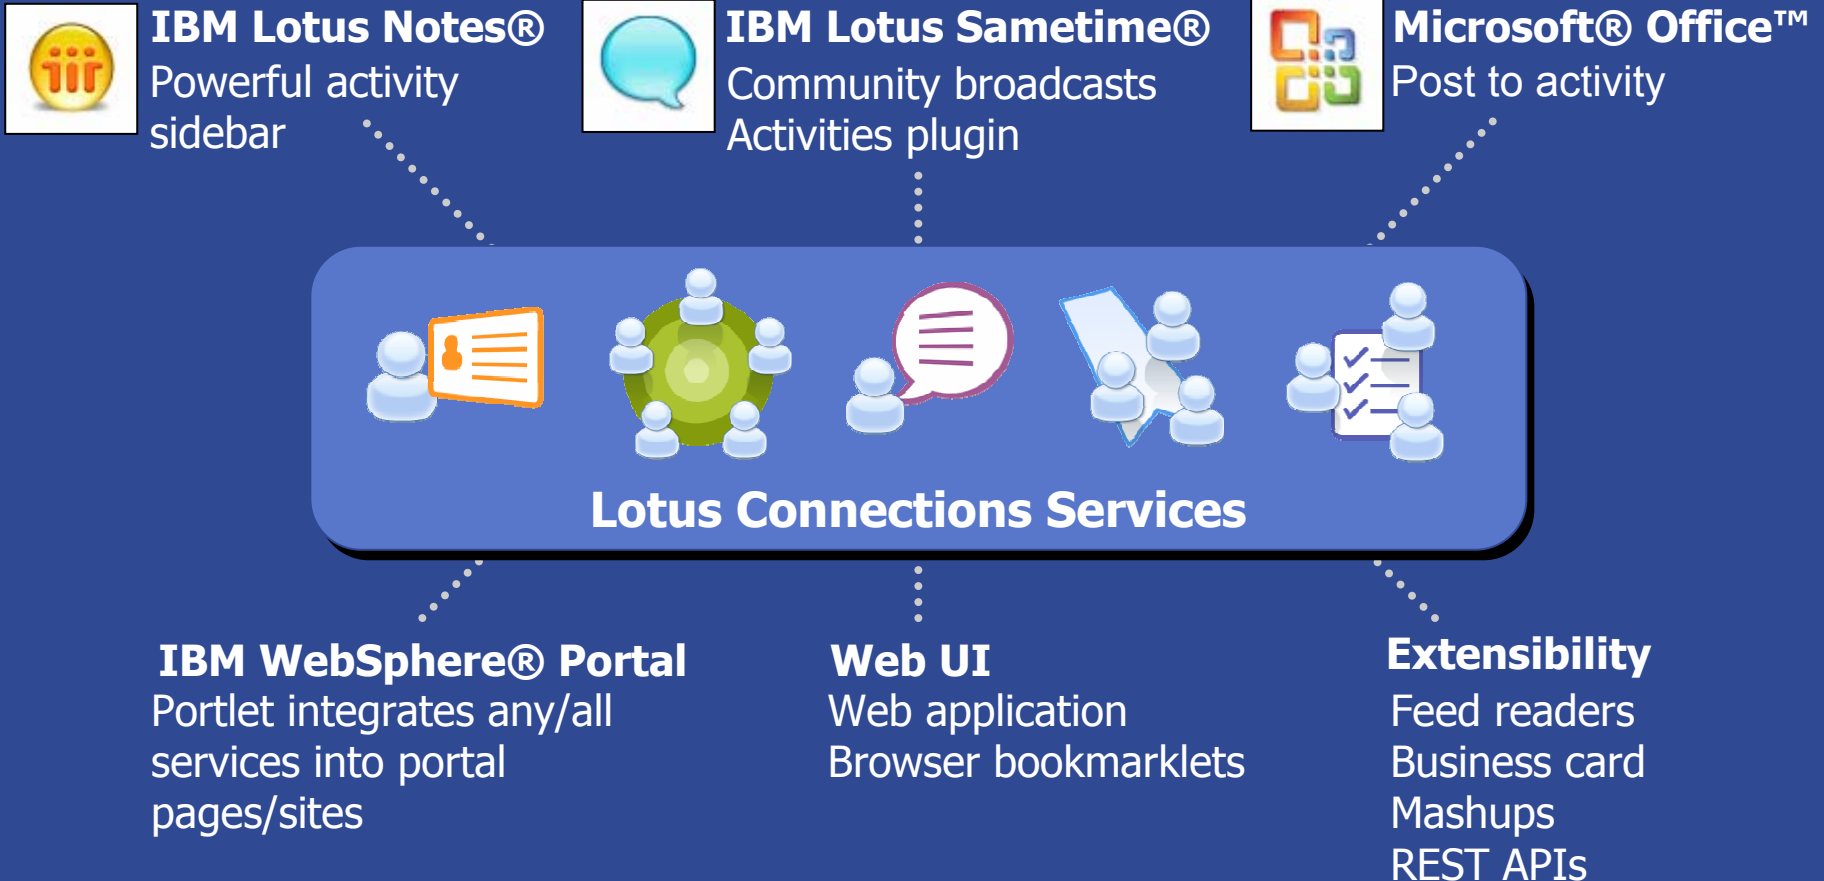 IBM Lotus Notes®
Powerful activity
sidebar
IBM Lotus Sametime®
Community broadcasts
Activities plugin
Microsoft® Office™
Post to activity
Lotus Connections Services
IBM WebSphere® Portal
Portlet integrates any/all
services into portal
pages/sites
Web UI
Web application
Browser bookmarklets
Extensibility
Feed readers
Business card
Mashups
REST APIs